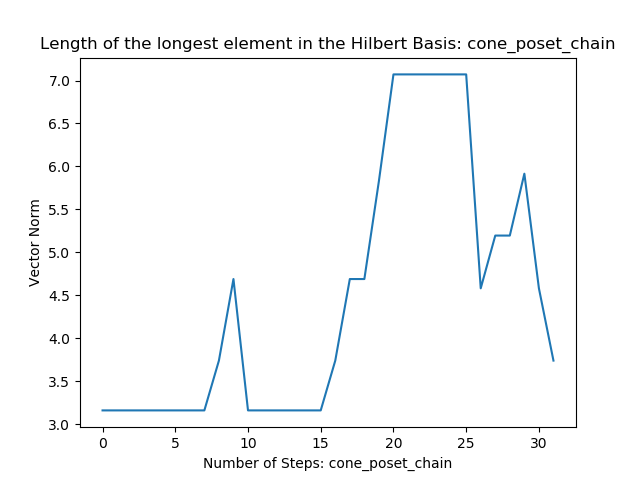 Length of the longest element in the Hilbert Basis: cone_poset_chain
7.0
6.5
6.0
5.5
5.0
4.5
4.0
3.5
3.0
Vector Norm
0 5 10 15 20 25 30
Number of Steps: cone_poset_chain